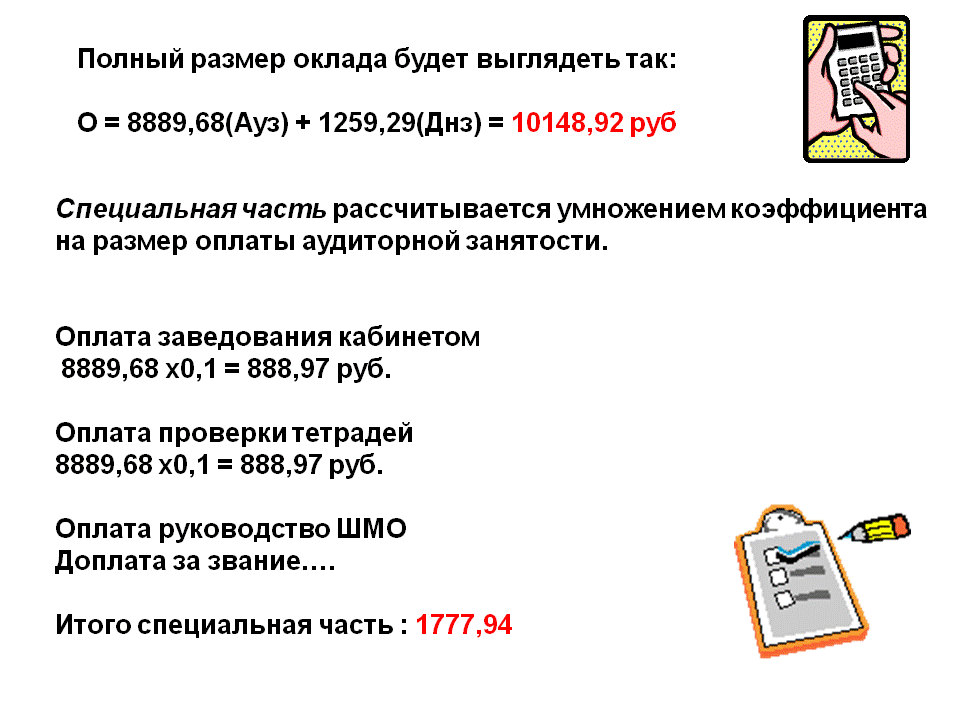 Полный размер оклада будет выглядеть так:
О = 8889,68(Ауз) + 1259,29(Днз) = 10148,92 руб
Специальная часть рассчитывается умножением коэффициента
на размер оплаты аудиторной занятости.
Оплата заведования кабинетом
8889,68 х0,1 = 888,97 руб.
Оплата проверки тетрадей
8889,68 х0,1 = 888,97 руб.
Оплата руководство ШМО
Доплата за звание….
Итого специальная часть : 1777,94